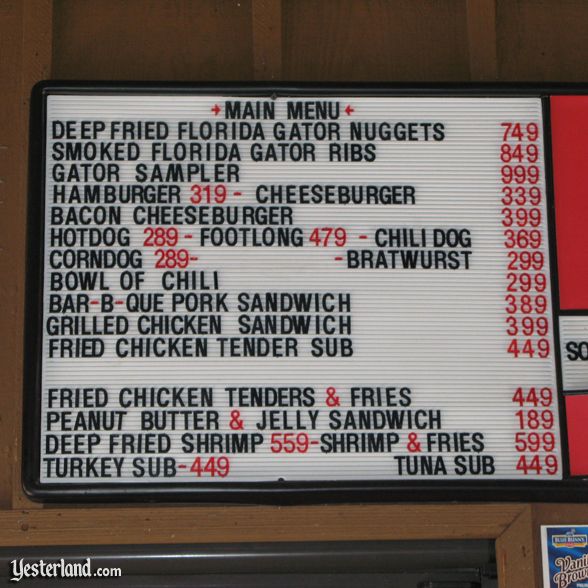 MAIN MENU
DEEP FRIED FLORIDA GATOR NUGGETS 749
SMOKED FLORIDA GATOR RIBS 849
GATOR SAMPLER 999
HAMBURGER 319 - CHEESEBURGER 339
BACON CHEESEBURGER 399
HOTDOG 289 - FOOTLONG 479 - CHILI DOG 369
CORNDOG 289- -BRATWURST 299
BOWL OF CHILI 299
BAR-B-QUE PORK SANDWICH 389
GRILLED CHICKEN SANDWICH 399
FRIED CHICKEN TENDER SUB 449
FRIED CHICKEN TENDERS & FRIES 449
PEANUT BUTTER & JELLY SANDWICH 189
DEEP FRIED SHRIMP 559-SHRIMP & FRIES 599
TURKEY SUB-449 TUNA SUB 449
SO
BLUE BUNNY
Yesterland.com